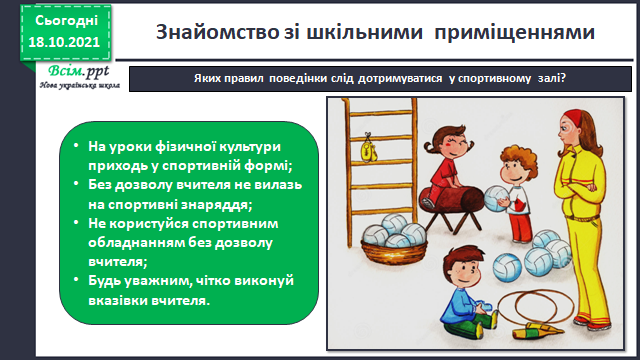 Сьогодні
18.10.2021
Всім.ppt
Нова українська школа
Знайомство зі шкільними приміщеннями
Яких правил поведінки слід дотримуватися у спортивному залі?
• На уроки фізичної культури
приходь у спортивній формі;
• Без дозволу вчителя не вилазь
на спортивні знаряддя;
• Не користуйся спортивним
обладнанням без дозволу
вчителя;
• Будь уважним, чітко виконуй
вказівки вчителя.